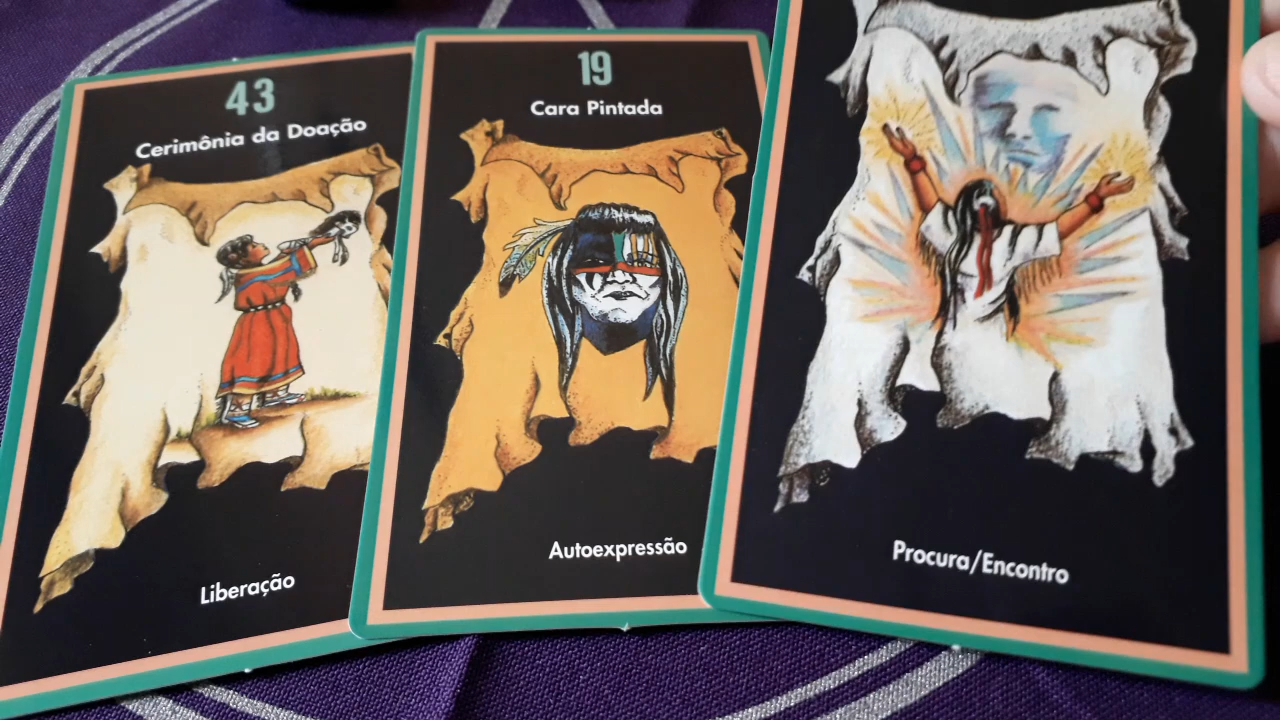 43
Cerimônia da Doação
Liberação
19
Cara Pintada
Autoexpressão
Procura/Encontro